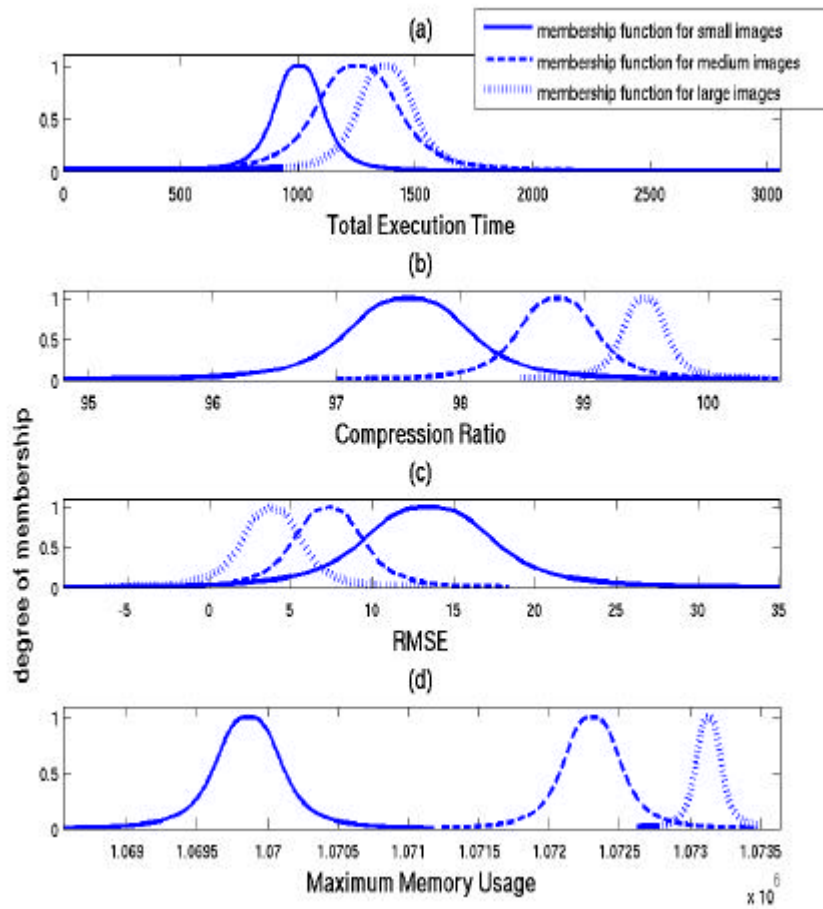 (a)
membership function for small images
membership function for medium images
membership function for large images
1
0.5
0
0 500 1000 1500 2000 2500 3000
Total Execution Time
(b)
1
0.5
0
95 96 97 98 99 100
Compression Ratio
degree of membership
(c)
1
0.5
0
-5 0 5 10 15 20 25 30 35
RMSE
(d)
1
0.5
0
1.069 1.0695 1.07 1.0705 1.071 1.0715 1.072 1.0725 1.073 1.0735
Maximum Memory Usage
x 10⁶